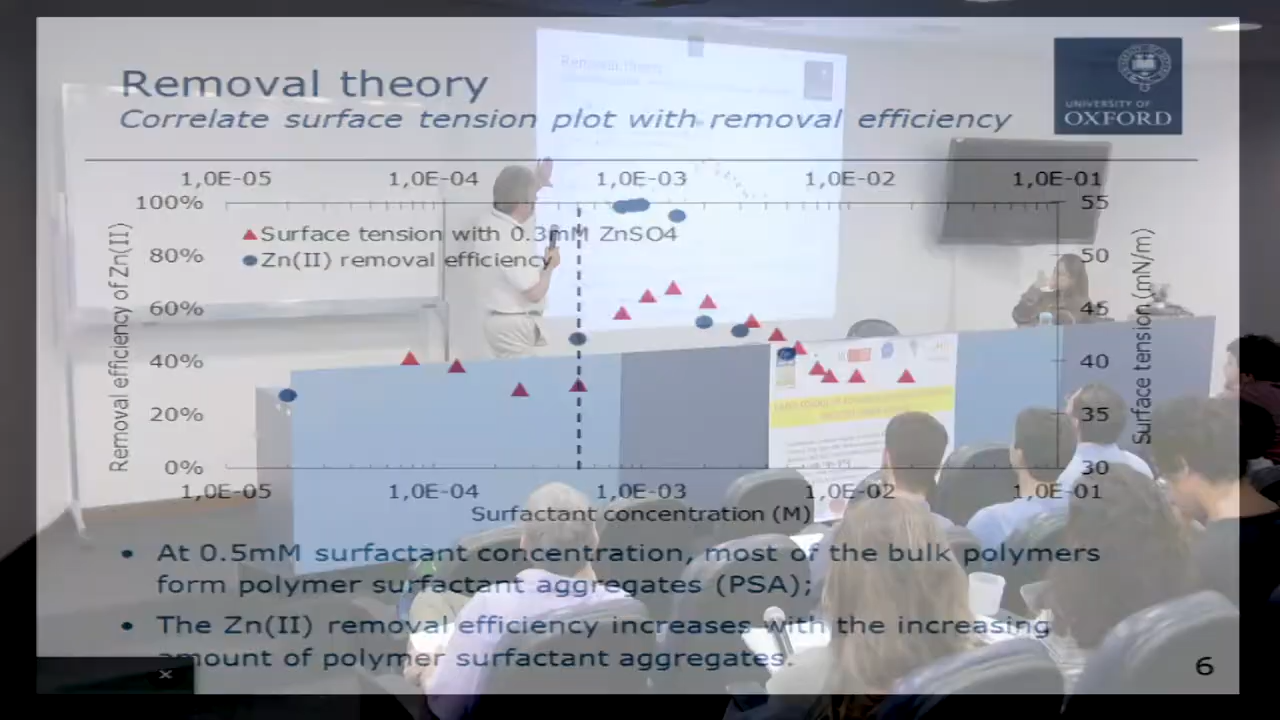 Removal theory
Correlate surface tension plot with removal efficiency
UNIVERSITY OF
OXFORD
1,0E-05 1,0E-04 1,0E-03 1,0E-02 1,0E-01
100% 55
Surface tension with 0.3mM ZnSO4
80% 50
Zn(II) removal efficiency
60% 45
40% 40
20% 35
0% 30
Removal efficiency of Zn(II)
Surface tension (mN/m)
1,0E-05 1,0E-04 1,0E-03 1,0E-02 1,0E-01
Surfactant concentration (M)
• At 0.5mM surfactant concentration, most of the bulk polymers
form polymer surfactant aggregates (PSA);
• The Zn(II) removal efficiency increases with the increasing
amount of polymer surfactant aggregates.
6
Removal theory